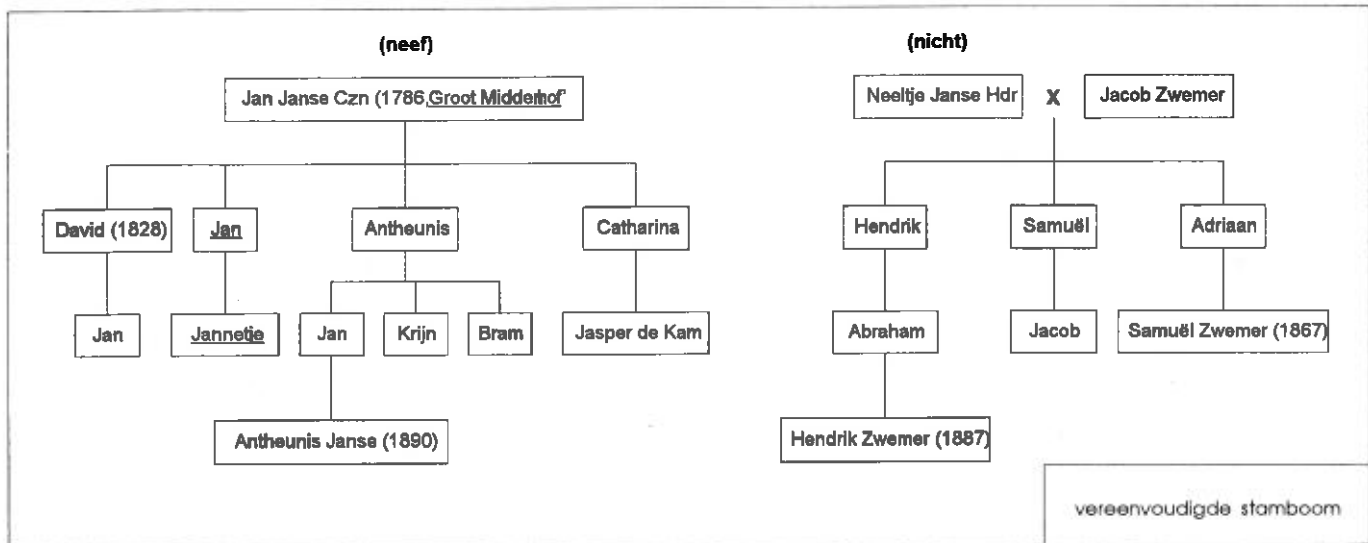 (neef) (nicht)
Jan Janse Czn (1786,Groot Middenhof' Neeltje Janse Hdr X Jacob Zwemer
David (1828) Jan Antheunis Catharina Hendrik Samuël Adriaan
Jan Jannetje Jan Krijn Bram Jasper de Kam Abraham Jacob Samuël Zwemer (1867)
Antheunis Janse (1890) Hendrik Zwemer (1887)
vereenvoudigde stamboom